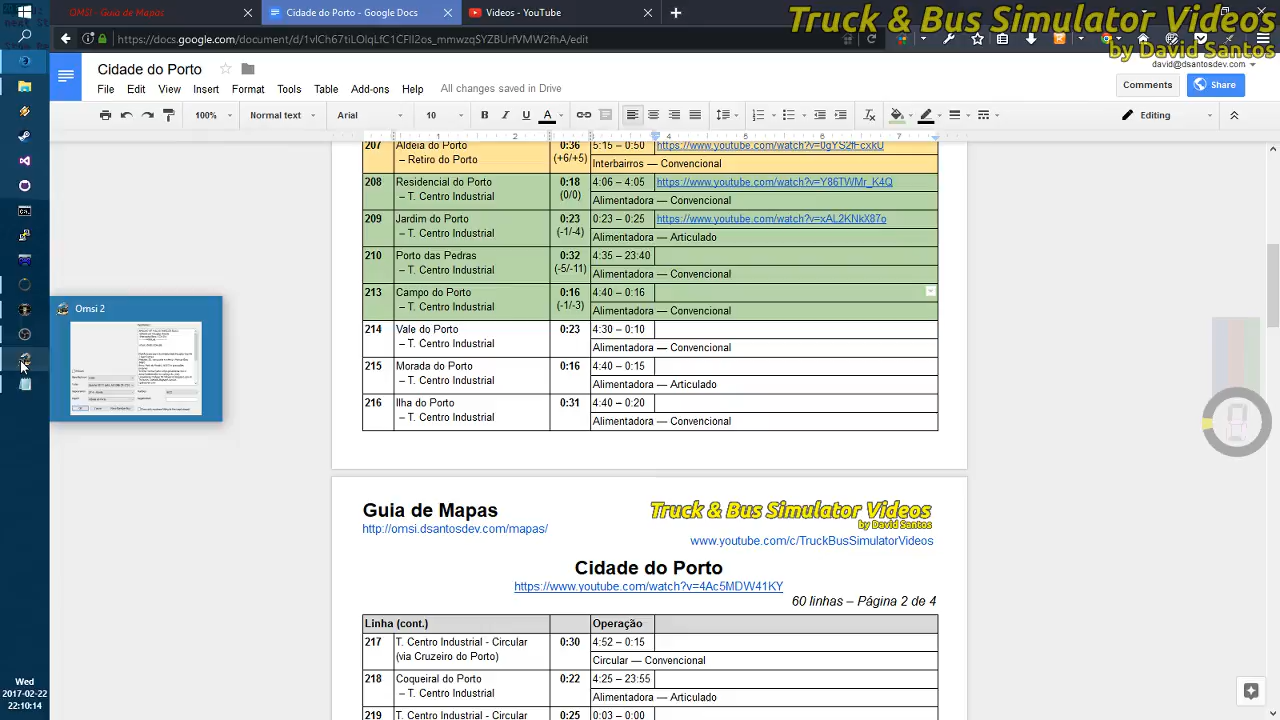 OMSI - Guia de Mapas
Cidade do Porto - Google Docs
Videos - YouTube
Truck & Bus Simulator Videos
by David Santos
david@dsantosdev.com
Cidade do Porto
File Edit View Insert Format Tools Table Add-ons Help
All changes saved in Drive
Comments
Share
100%
Normal text
Arial
10
B I U A
Editing
1 2 4 5 6 7
207 Aldeia do Porto – Retiro do Porto 0:36 (+6/+5) 5:15 – 0:50
Interbairros — Convencional
208 Residencial do Porto – T. Centro Industrial 0:18 (0/0) 4:06 – 4:05 https://www.youtube.com/watch?v=Y86TWMr_K4Q
Alimentadora — Convencional
209 Jardim do Porto – T. Centro Industrial 0:23 (-1/-4) 0:23 – 0:25 https://www.youtube.com/watch?v=xAL2KNkX87o
Alimentadora — Articulado
210 Porto das Pedras – T. Centro Industrial 0:32 (-5/-11) 4:35 – 23:40
Alimentadora — Convencional
213 Campo do Porto – T. Centro Industrial 0:16 (-1/-3) 4:40 – 0:16
Alimentadora — Convencional
214 Vale do Porto – T. Centro Industrial 0:25 4:30 – 0:10
Alimentadora — Convencional
215 Morada do Porto – T. Centro Industrial 0:16 4:40 – 0:15
Alimentadora — Articulado
216 Ilha do Porto – T. Centro Industrial 0:31 4:40 – 0:20
Alimentadora — Convencional
Omsi 2
Guia de Mapas
http://omsi.dsantosdev.com/mapas/
Truck & Bus Simulator Videos
by David Santos
www.youtube.com/c/TruckBusSimulatorVideos
Cidade do Porto
https://www.youtube.com/watch?v=4Ac5MDW41KY
60 linhas – Página 2 de 4
Linha (cont.) Operação
217 T. Centro Industrial - Circular (via Cruzeiro do Porto) 0:30 4:52 – 0:15
Circular — Convencional
218 Coqueiral do Porto – T. Centro Industrial 0:22 4:25 – 23:55
Alimentadora — Articulado
219 T. Centro Industrial - Circular 0:25 0:03 – 0:00
Wed
2017-02-22
22:10:14